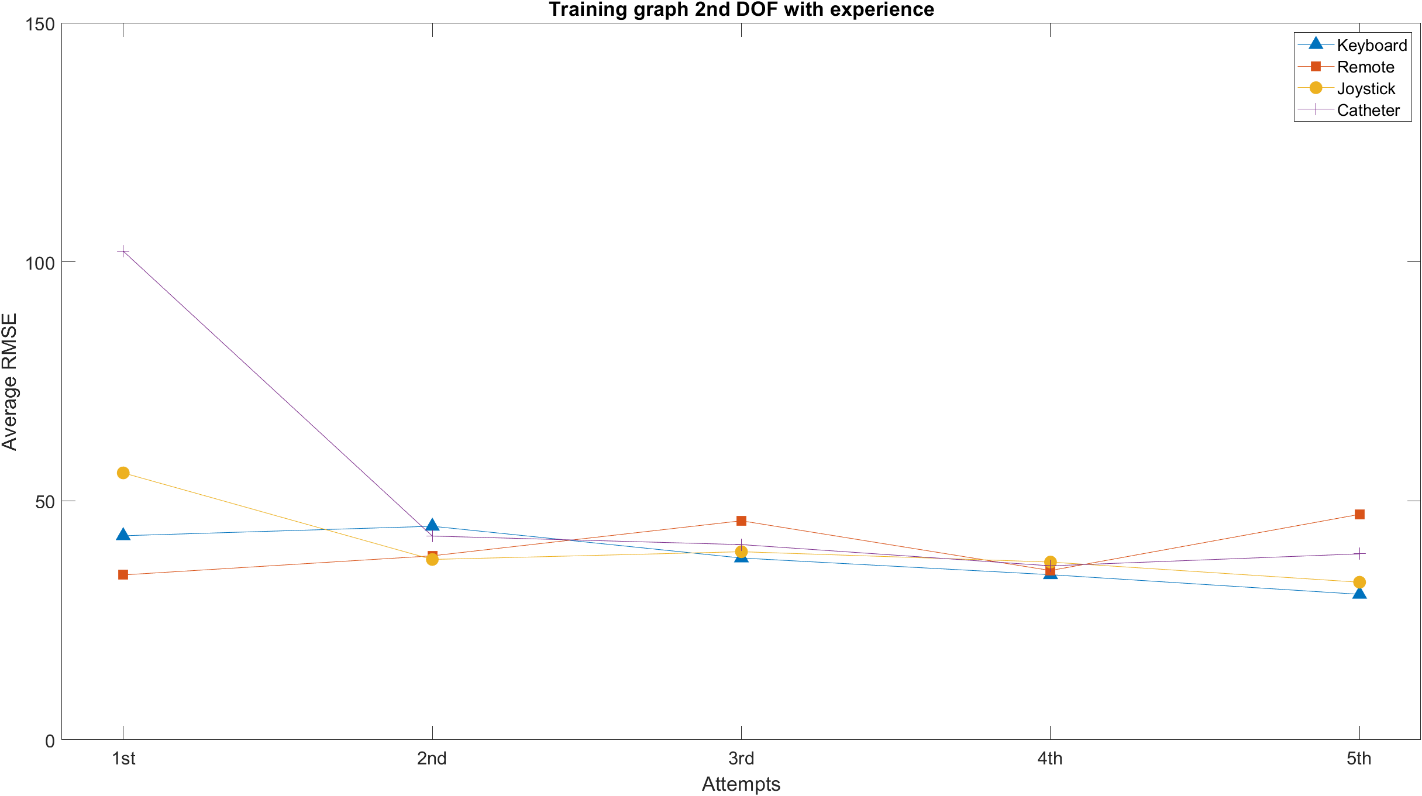 Training graph 2nd DOF with experience
150
100
50
0
Average RMSE
Keyboard
Remote
Joystick
Catheter
1st
2nd
3rd
4th
5th
Attempts